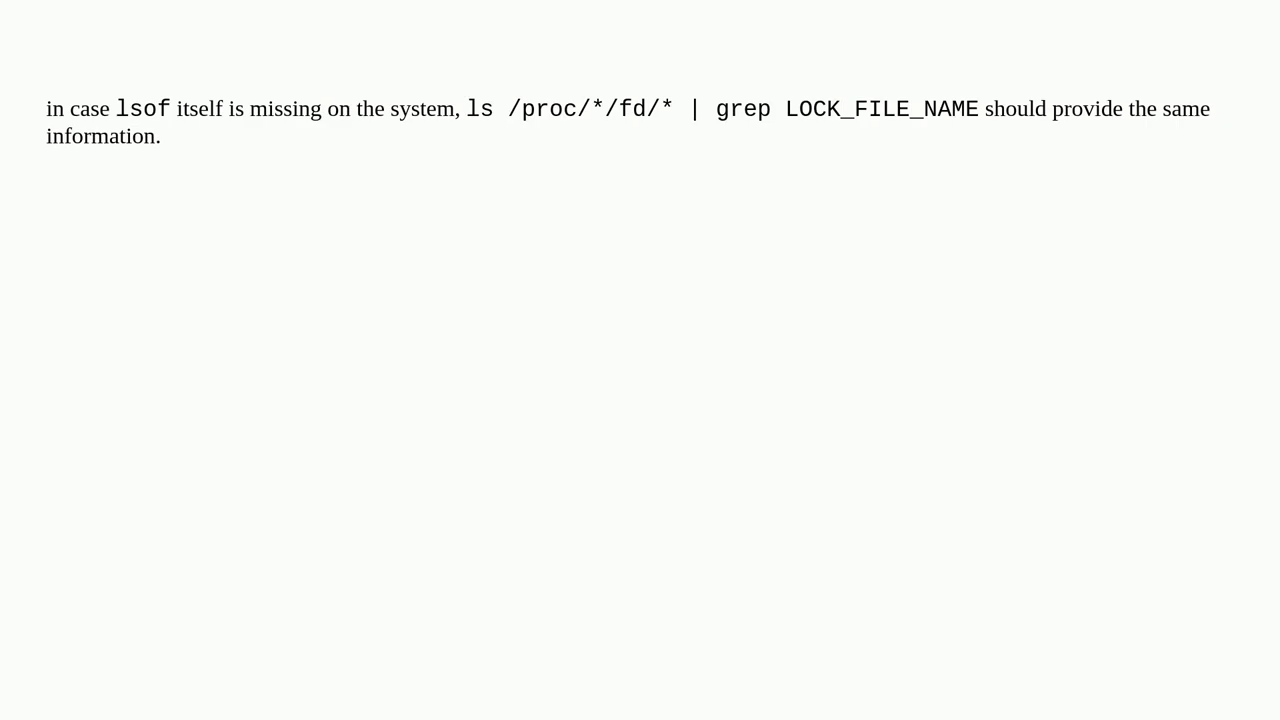 in case lsof itself is missing on the system, ls /proc/*/fd/* | grep LOCK_FILE_NAME should provide the same
information.